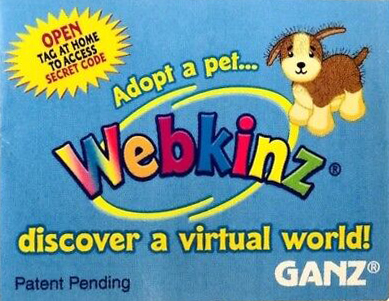 OPEN
TAG AT HOME
TO ACCESS
SECRET CODE
Adopt a pet...
Webkinz®
discover a virtual world!
GANZ®
Patent Pending